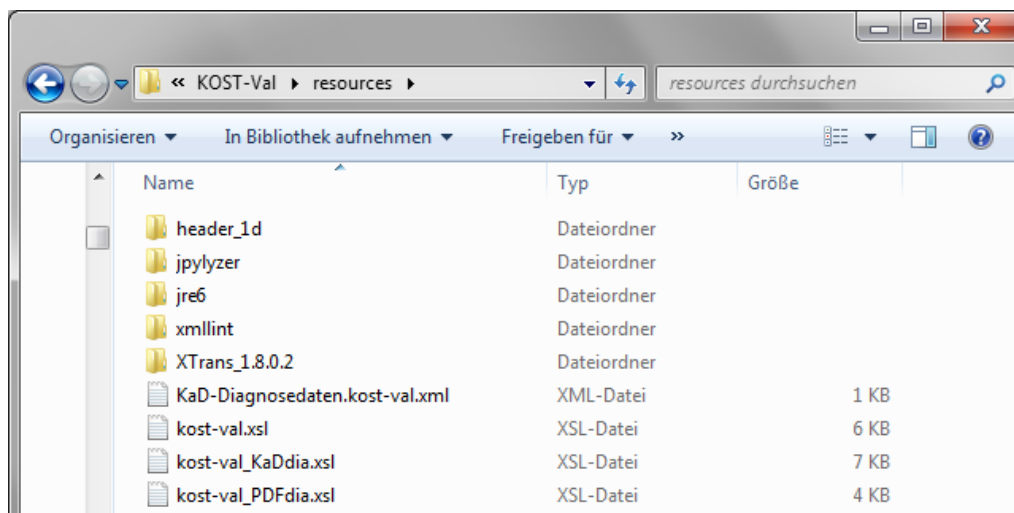 « KOST-Val ▸ resources ▸ resources durchsuchen
Organisieren In Bibliothek aufnehmen Freigeben für »
Name Typ Größe
header_1d Dateiordner
jpylyzer Dateiordner
jre6 Dateiordner
xmllint Dateiordner
XTrans_1.8.0.2 Dateiordner
KaD-Diagnosedaten.kost-val.xml XML-Datei 1 KB
kost-val.xsl XSL-Datei 6 KB
kost-val_KaDdia.xsl XSL-Datei 7 KB
kost-val_PDFdia.xsl XSL-Datei 4 KB